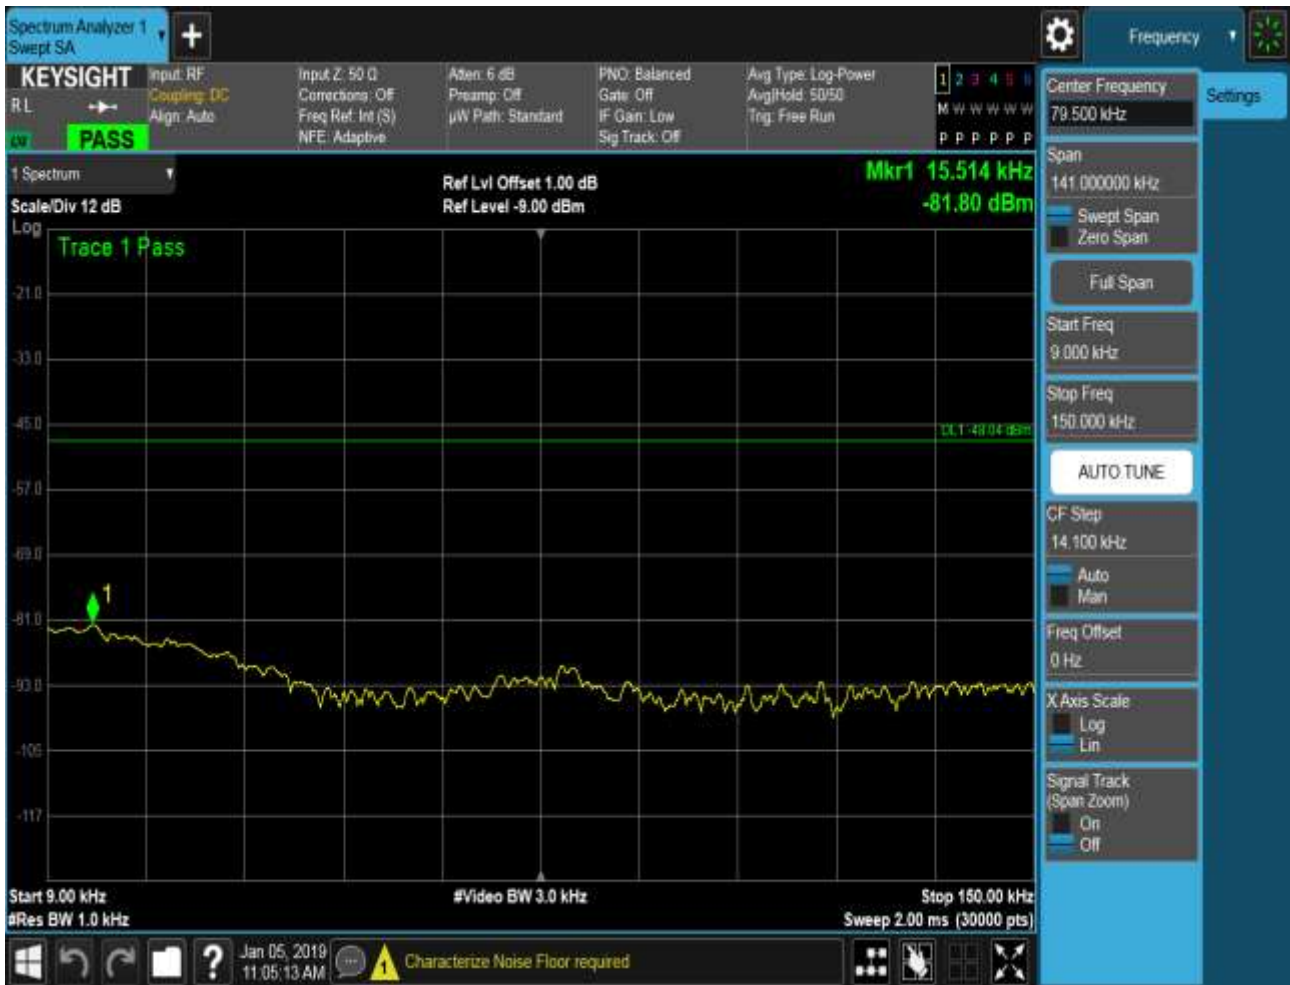 Spectrum Analyzer 1
Swept SA
+
Frequency
KEYSIGHT
RL
PASS
Input: RF
Coupling: DC
Align: Auto
Input Z: 50 Ω
Corrections: Off
Freq Ref: Int (S)
NFE: Adaptive
Atten: 6 dB
Preamp: Off
µW Path: Standard
PNO: Balanced
Gate: Off
IF Gain: Low
Sig Track: Off
Avg Type: Log-Power
Avg|Hold: 50/50
Trig: Free Run
1 2 3 4 5 6
M W W W W W
P P P P P P
1 Spectrum
Scale/Div 12 dB
Ref Lvl Offset 1.00 dB
Ref Level -9.00 dBm
Mkr1 15.514 kHz
-81.80 dBm
Log
Trace 1 Pass
-21.0
-33.0
-45.0
DL1 -48.04 dBm
-57.0
-69.0
1
-81.0
-93.0
-105
-117
Start 9.00 kHz
#Video BW 3.0 kHz
Stop 150.00 kHz
#Res BW 1.0 kHz
Sweep 2.00 ms (30000 pts)
Center Frequency
79.500 kHz
Settings
Span
141.000000 kHz
Swept Span
Zero Span
Full Span
Start Freq
9.000 kHz
Stop Freq
150.000 kHz
AUTO TUNE
CF Step
14.100 kHz
Auto
Man
Freq Offset
0 Hz
X Axis Scale
Log
Lin
Signal Track
(Span Zoom)
On
Off
?
Jan 05, 2019
11:05:13 AM
1
Characterize Noise Floor required